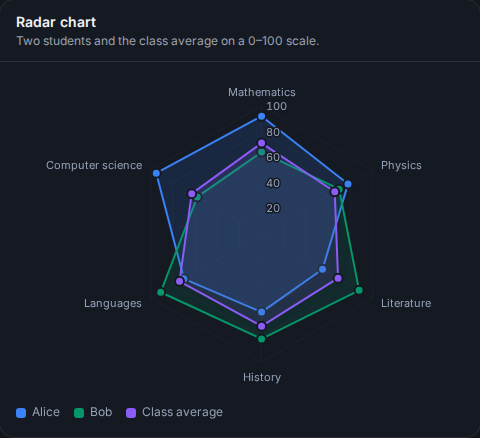 Radar chart
Two students and the class average on a 0–100 scale.
Mathematics
100
80
60
40
20
Computer science
Physics
Languages
Literature
History
Alice
Bob
Class average